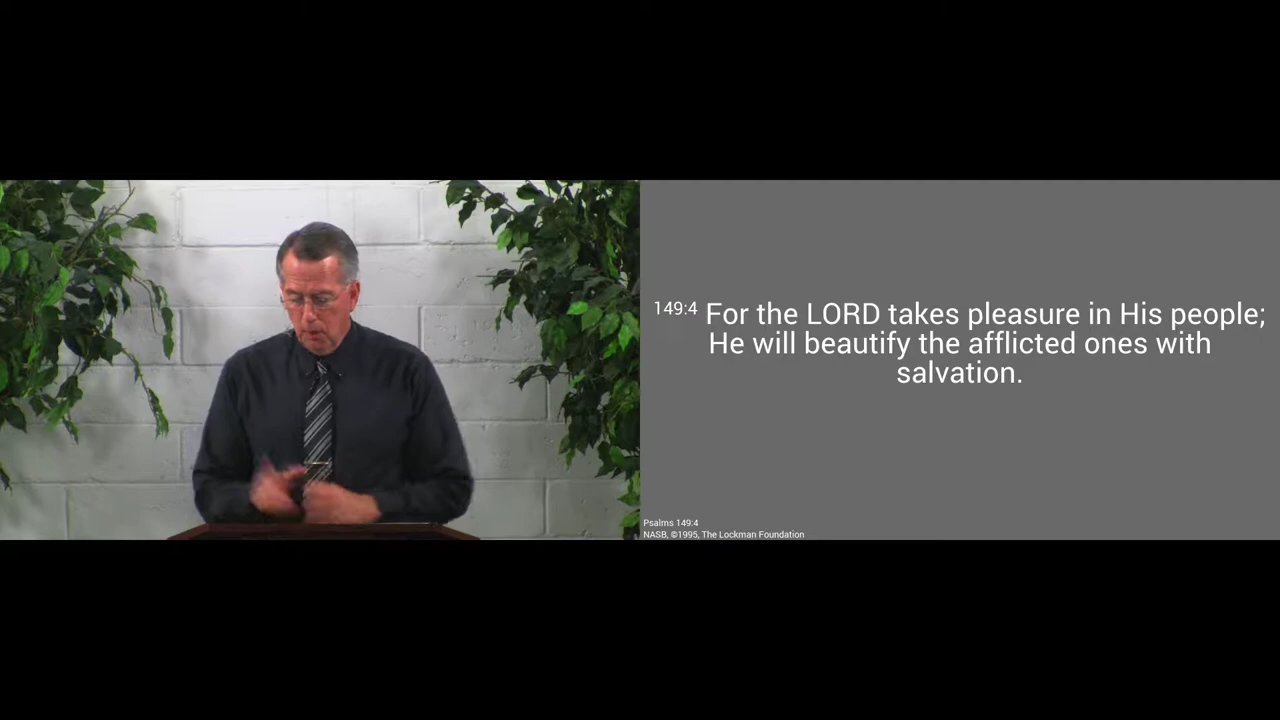 149:4 For the LORD takes pleasure in His people;
He will beautify the afflicted ones with
salvation.
Psalms 149:4
NASB, ©1995, The Lockman Foundation